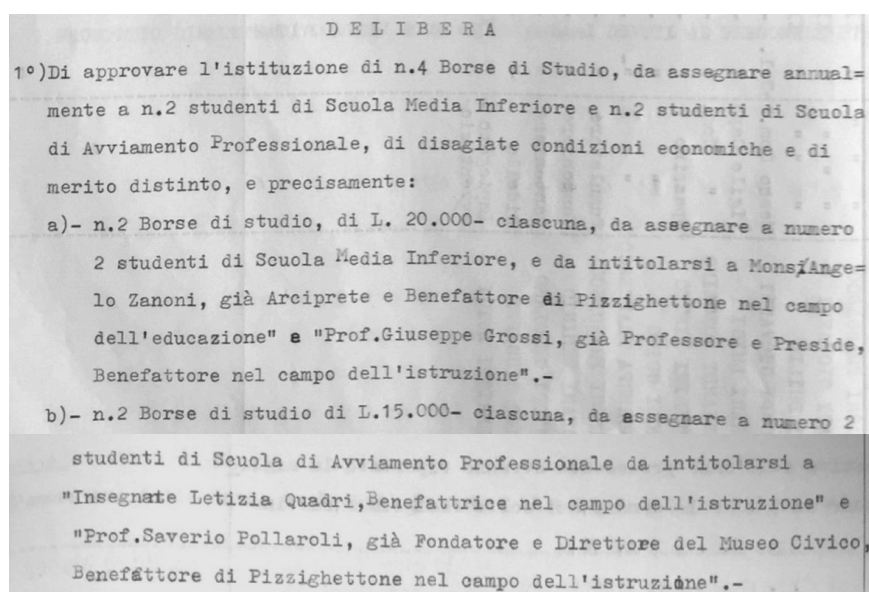 D E L I B E R A
1°)Di approvare l'istituzione di n.4 Borse di Studio, da assegnare annual=
mente a n.2 studenti di Scuola Media Inferiore e n.2 studenti di Scuola
di Avviamento Professionale, di disagiate condizioni economiche e di
merito distinto, e precisamente:
a)- n.2 Borse di studio, di L. 20.000- ciascuna, da assegnare a numero
2 studenti di Scuola Media Inferiore, e da intitolarsi a Mons.Ange=
lo Zanoni, già Arciprete e Benefattore di Pizzighettone nel campo
dell'educazione" e "Prof.Giuseppe Grossi, già Professore e Preside,
Benefattore nel campo dell'istruzione".-
b)- n.2 Borse di studio di L.15.000- ciascuna, da assegnare a numero 2
studenti di Scuola di Avviamento Professionale da intitolarsi a
"Insegnate Letizia Quadri,Benefattrice nel campo dell'istruzione" e
"Prof.Saverio Pollaroli, già Fondatore e Direttore del Museo Civico,
Benefattore di Pizzighettone nel campo dell'istruzione".-